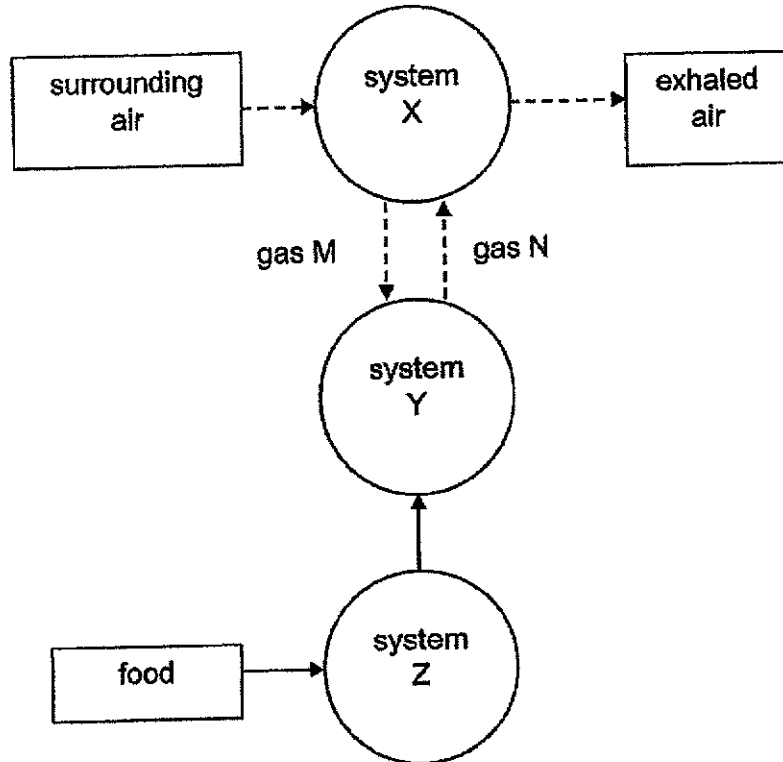 surrounding
air
system
X
exhaled
air
gas M
gas N
system
Y
food
system
Z